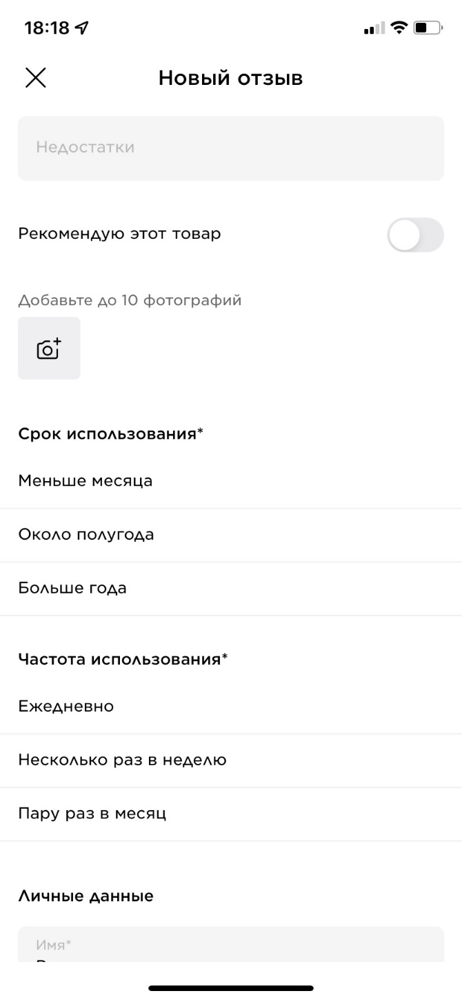 18:18
Новый отзыв
Недостатки
Рекомендую этот товар
Добавьте до 10 фотографий
Срок использования*
Меньше месяца
Около полугода
Больше года
Частота использования*
Ежедневно
Несколько раз в неделю
Пару раз в месяц
Личные данные
Имя*